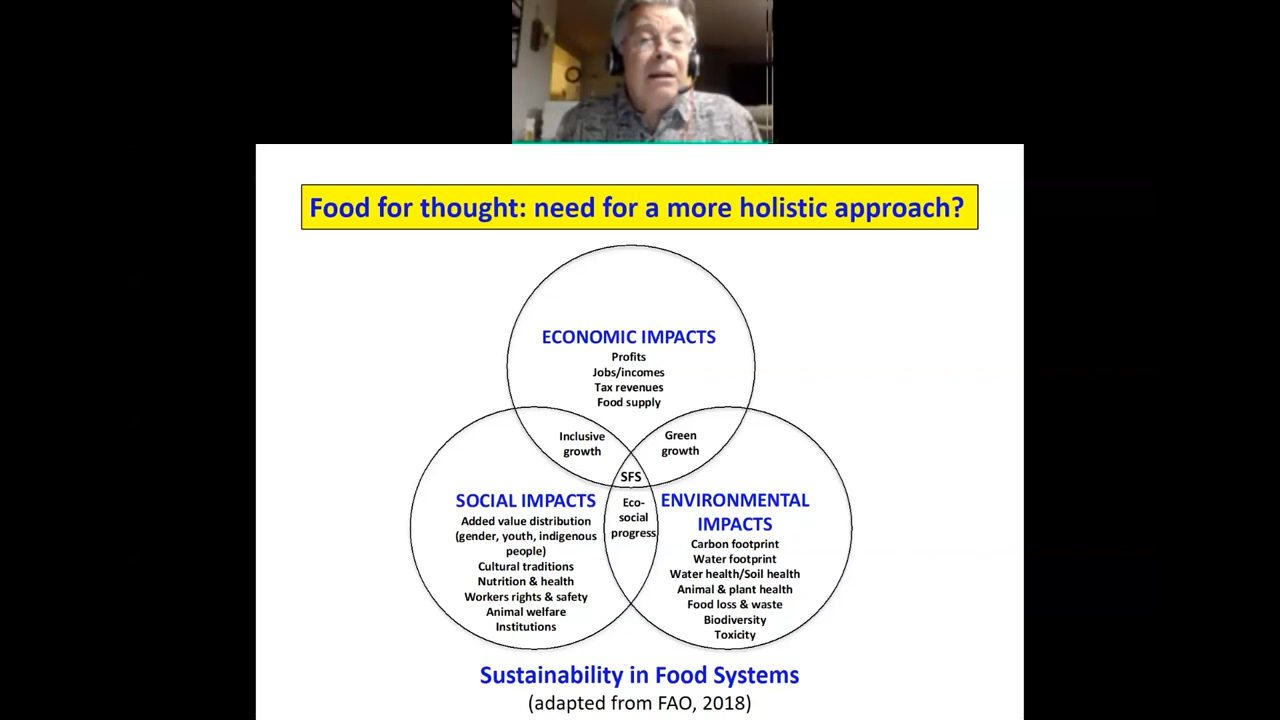 Food for thought: need for a more holistic approach?
ECONOMIC IMPACTS
Profits
Jobs/incomes
Tax revenues
Food supply
Inclusive
growth
Green
growth
SFS
SOCIAL IMPACTS
Added value distribution
(gender, youth, indigenous
people)
Cultural traditions
Nutrition & health
Workers rights & safety
Animal welfare
Institutions
Eco-
social
progress
ENVIRONMENTAL
IMPACTS
Carbon footprint
Water footprint
Water health/Soil health
Animal & plant health
Food loss & waste
Biodiversity
Toxicity
Sustainability in Food Systems
(adapted from FAO, 2018)